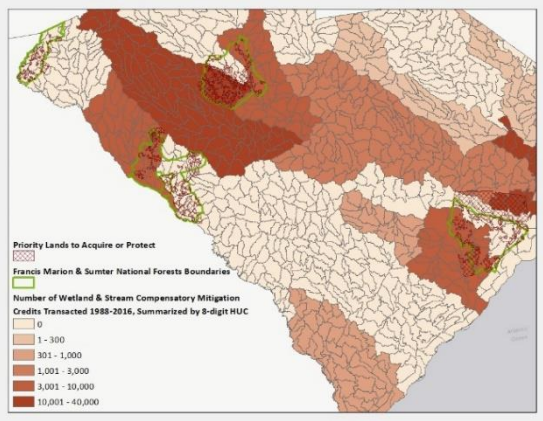 Priority Lands to Acquire or Protect
Francis Marion & Sumter National Forests Boundaries
Number of Wetland & Stream Compensatory Mitigation
Credits Transacted 1988-2016, Summarized by 8-digit HUC
0
1 - 300
301 - 1,000
1,001 - 3,000
3,001 - 10,000
10,001 - 40,000